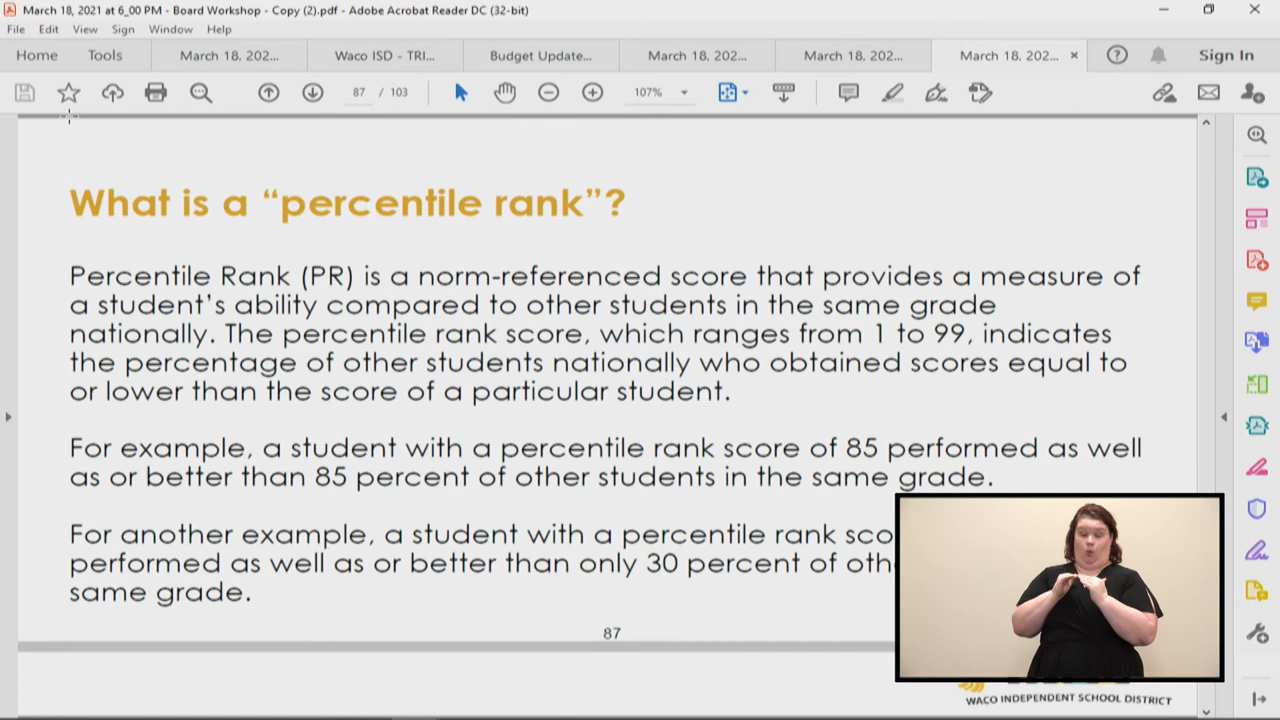 March 18, 2021 at 6_00 PM - Board Workshop - Copy (2).pdf - Adobe Acrobat Reader DC (32-bit)
File Edit View Sign Window Help
Home Tools March 18, 202... Waco ISD - TRI... Budget Update... March 18, 202... March 18, 202... March 18, 202... Sign In
87 / 103 107%
What is a “percentile rank”?
Percentile Rank (PR) is a norm-referenced score that provides a measure of
a student’s ability compared to other students in the same grade
nationally. The percentile rank score, which ranges from 1 to 99, indicates
the percentage of other students nationally who obtained scores equal to
or lower than the score of a particular student.
For example, a student with a percentile rank score of 85 performed as well
as or better than 85 percent of other students in the same grade.
For another example, a student with a percentile rank sco
performed as well as or better than only 30 percent of oth
same grade.
87
WACO INDEPENDENT SCHOOL DISTRICT